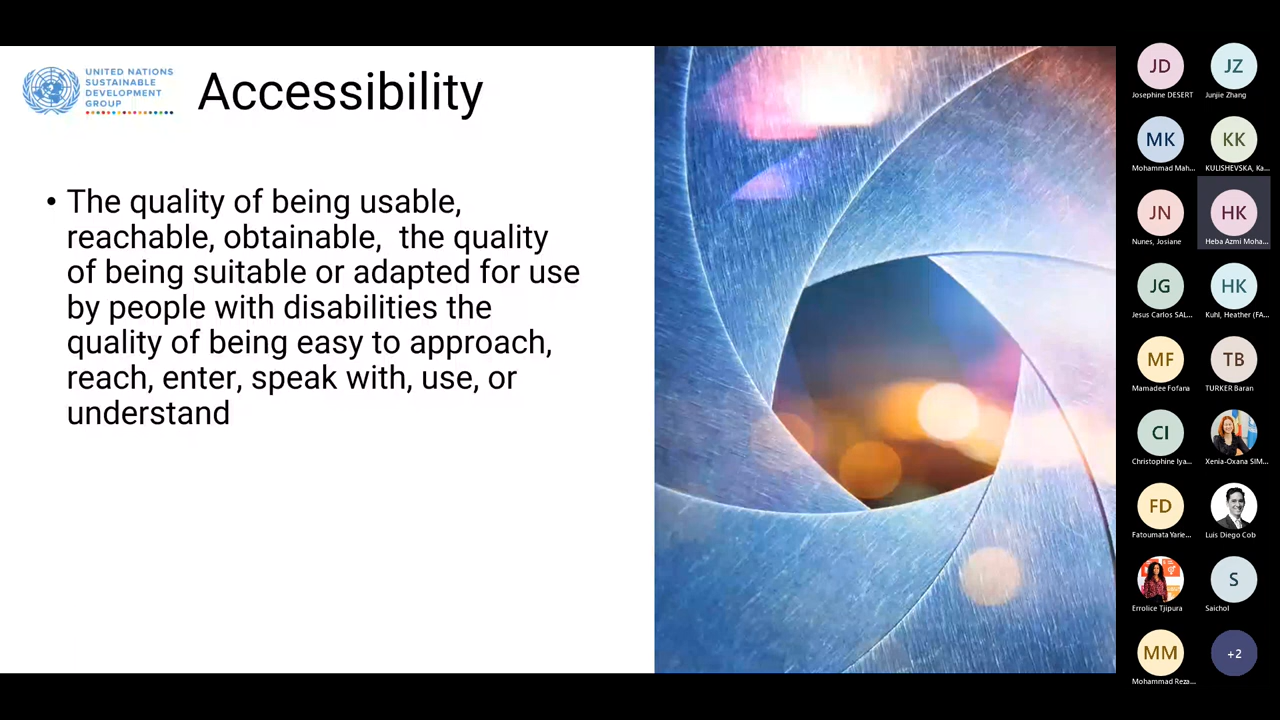 UNITED NATIONS
SUSTAINABLE
DEVELOPMENT
GROUP
Accessibility
• The quality of being usable,
reachable, obtainable,  the quality
of being suitable or adapted for use
by people with disabilities the
quality of being easy to approach,
reach, enter, speak with, use, or
understand
JD
Josephine DESERT
JZ
Junjie Zhang
MK
Mohammad Mah...
KK
KULISHEVSKA, Ka...
JN
Nunes, Josiane
HK
Heba Azmi Moha...
JG
Jesus Carlos SAL...
HK
Kuhl, Heather (FA...
MF
Mamadee Fofana
TB
TURKER Baran
CI
Christophine Iya...
Xenia-Oxana SIM...
FD
Fatoumata Yarie...
Luis Diego Cob
Errolice Tjipura
S
Saichol
MM
Mohammad Reza...
+2